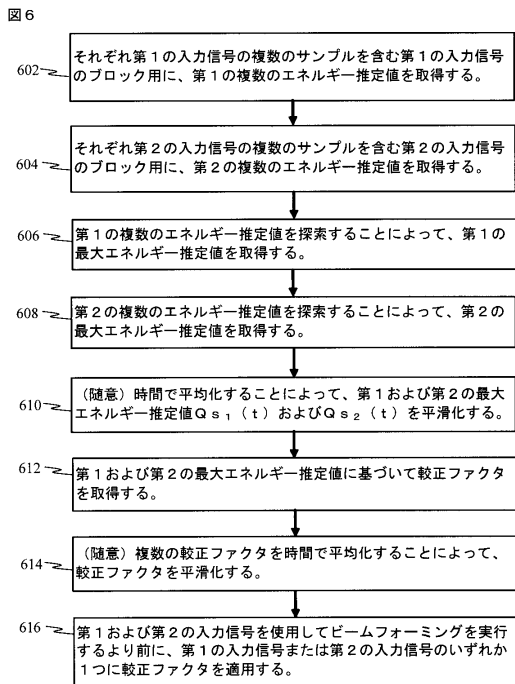 図6
602
それぞれ第1の入力信号の複数のサンプルを含む第1の入力信号
のブロック用に、第1の複数のエネルギー推定値を取得する。
604
それぞれ第2の入力信号の複数のサンプルを含む第2の入力信号
のブロック用に、第2の複数のエネルギー推定値を取得する。
606
第1の複数のエネルギー推定値を探索することによって、第1の
最大エネルギー推定値を取得する。
608
第2の複数のエネルギー推定値を探索することによって、第2の
最大エネルギー推定値を取得する。
610
(随意)時間で平均化することによって、第1および第2の最大
エネルギー推定値Qs₁(t)およびQs₂(t)を平滑化する。
612
第1および第2の最大エネルギー推定値に基づいて較正ファクタ
を取得する。
614
(随意)複数の較正ファクタを時間で平均化することによって、
較正ファクタを平滑化する。
616
第1および第2の入力信号を使用してビームフォーミングを実行
するより前に、第1の入力信号または第2の入力信号のいずれか
1つに較正ファクタを適用する。